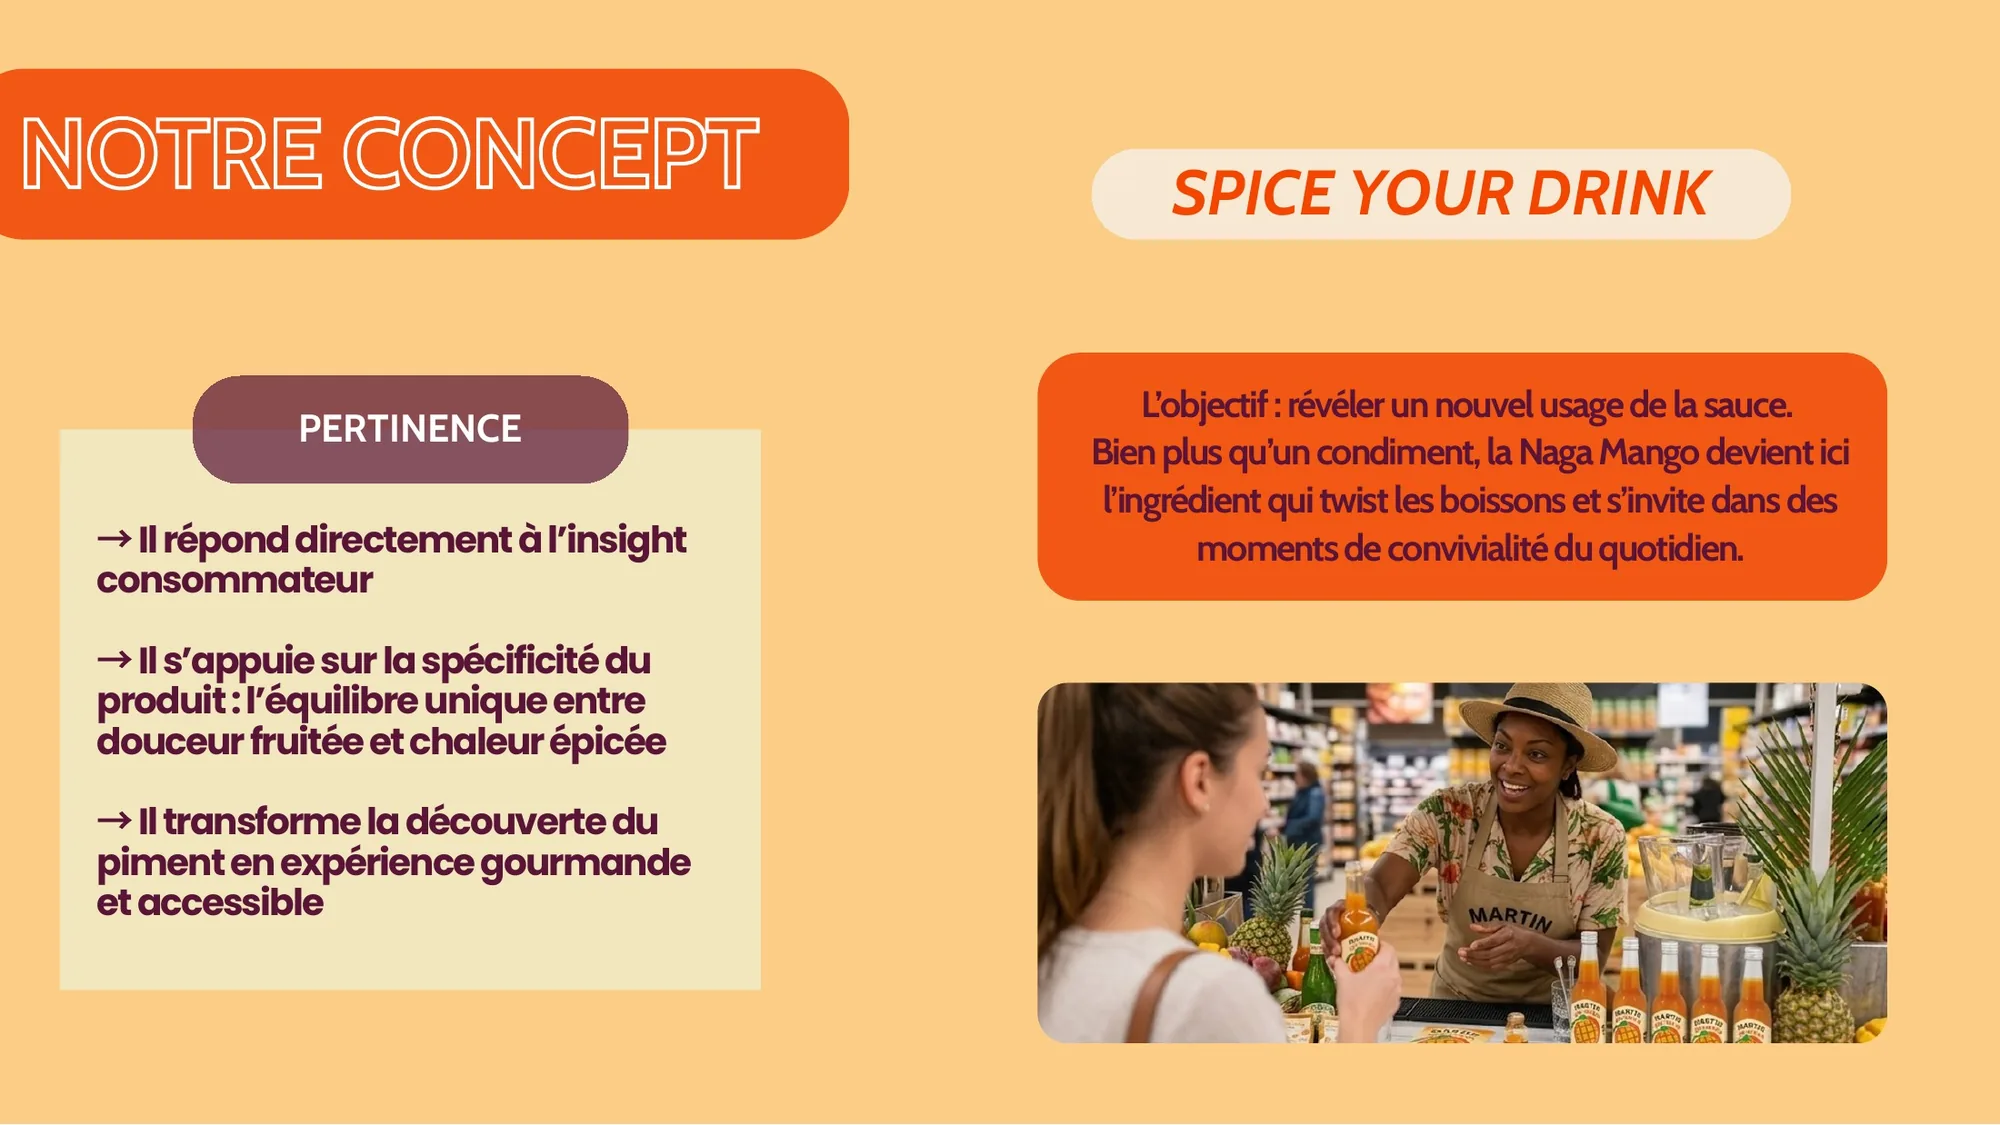 NOTRE CONCEPT
SPICE YOUR DRINK
PERTINENCE
→ Il répond directement à l’insight
consommateur
→ Il s’appuie sur la spécificité du
produit : l’équilibre unique entre
douceur fruitée et chaleur épicée
→ Il transforme la découverte du
piment en expérience gourmande
et accessible
L’objectif : révéler un nouvel usage de la sauce.
Bien plus qu’un condiment, la Naga Mango devient ici
l’ingrédient qui twist les boissons et s’invite dans des
moments de convivialité du quotidien.
MARTIN